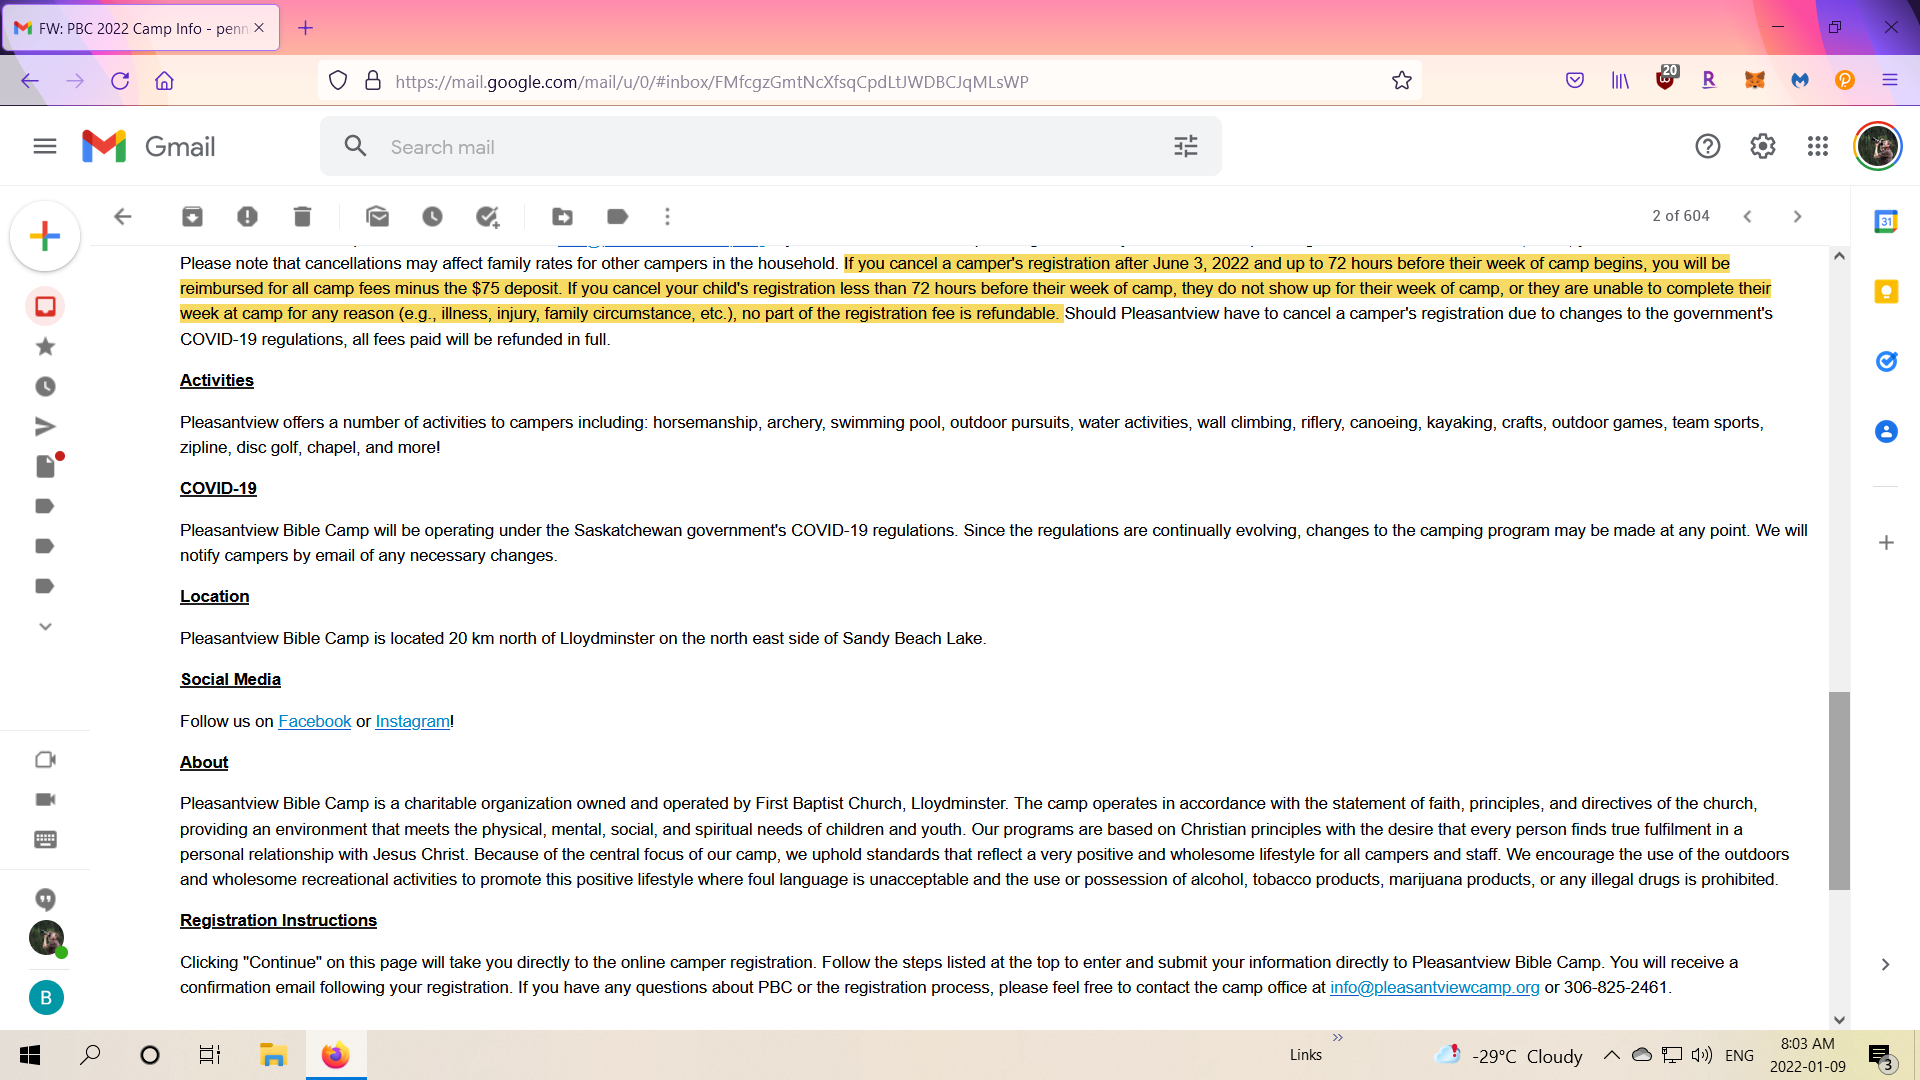 FW: PBC 2022 Camp Info - penn
https://mail.google.com/mail/u/0/#inbox/FMfcgzGmtNcXfsqCpdLtJWDBCJqMLsWP
20
Gmail
Search mail
2 of 604
31
Please note that cancellations may affect family rates for other campers in the household. If you cancel a camper's registration after June 3, 2022 and up to 72 hours before their week of camp begins, you will be
reimbursed for all camp fees minus the $75 deposit. If you cancel your child's registration less than 72 hours before their week of camp, they do not show up for their week of camp, or they are unable to complete their
week at camp for any reason (e.g., illness, injury, family circumstance, etc.), no part of the registration fee is refundable. Should Pleasantview have to cancel a camper's registration due to changes to the government's
COVID-19 regulations, all fees paid will be refunded in full.
Activities
Pleasantview offers a number of activities to campers including: horsemanship, archery, swimming pool, outdoor pursuits, water activities, wall climbing, riflery, canoeing, kayaking, crafts, outdoor games, team sports,
zipline, disc golf, chapel, and more!
COVID-19
Pleasantview Bible Camp will be operating under the Saskatchewan government's COVID-19 regulations. Since the regulations are continually evolving, changes to the camping program may be made at any point. We will
notify campers by email of any necessary changes.
Location
Pleasantview Bible Camp is located 20 km north of Lloydminster on the north east side of Sandy Beach Lake.
Social Media
Follow us on Facebook or Instagram!
About
Pleasantview Bible Camp is a charitable organization owned and operated by First Baptist Church, Lloydminster. The camp operates in accordance with the statement of faith, principles, and directives of the church,
providing an environment that meets the physical, mental, social, and spiritual needs of children and youth. Our programs are based on Christian principles with the desire that every person finds true fulfilment in a
personal relationship with Jesus Christ. Because of the central focus of our camp, we uphold standards that reflect a very positive and wholesome lifestyle for all campers and staff. We encourage the use of the outdoors
and wholesome recreational activities to promote this positive lifestyle where foul language is unacceptable and the use or possession of alcohol, tobacco products, marijuana products, or any illegal drugs is prohibited.
Registration Instructions
Clicking "Continue" on this page will take you directly to the online camper registration. Follow the steps listed at the top to enter and submit your information directly to Pleasantview Bible Camp. You will receive a
confirmation email following your registration. If you have any questions about PBC or the registration process, please feel free to contact the camp office at info@pleasantviewcamp.org or 306-825-2461.
B
Links
-29°C Cloudy
ENG
8:03 AM
2022-01-09
3